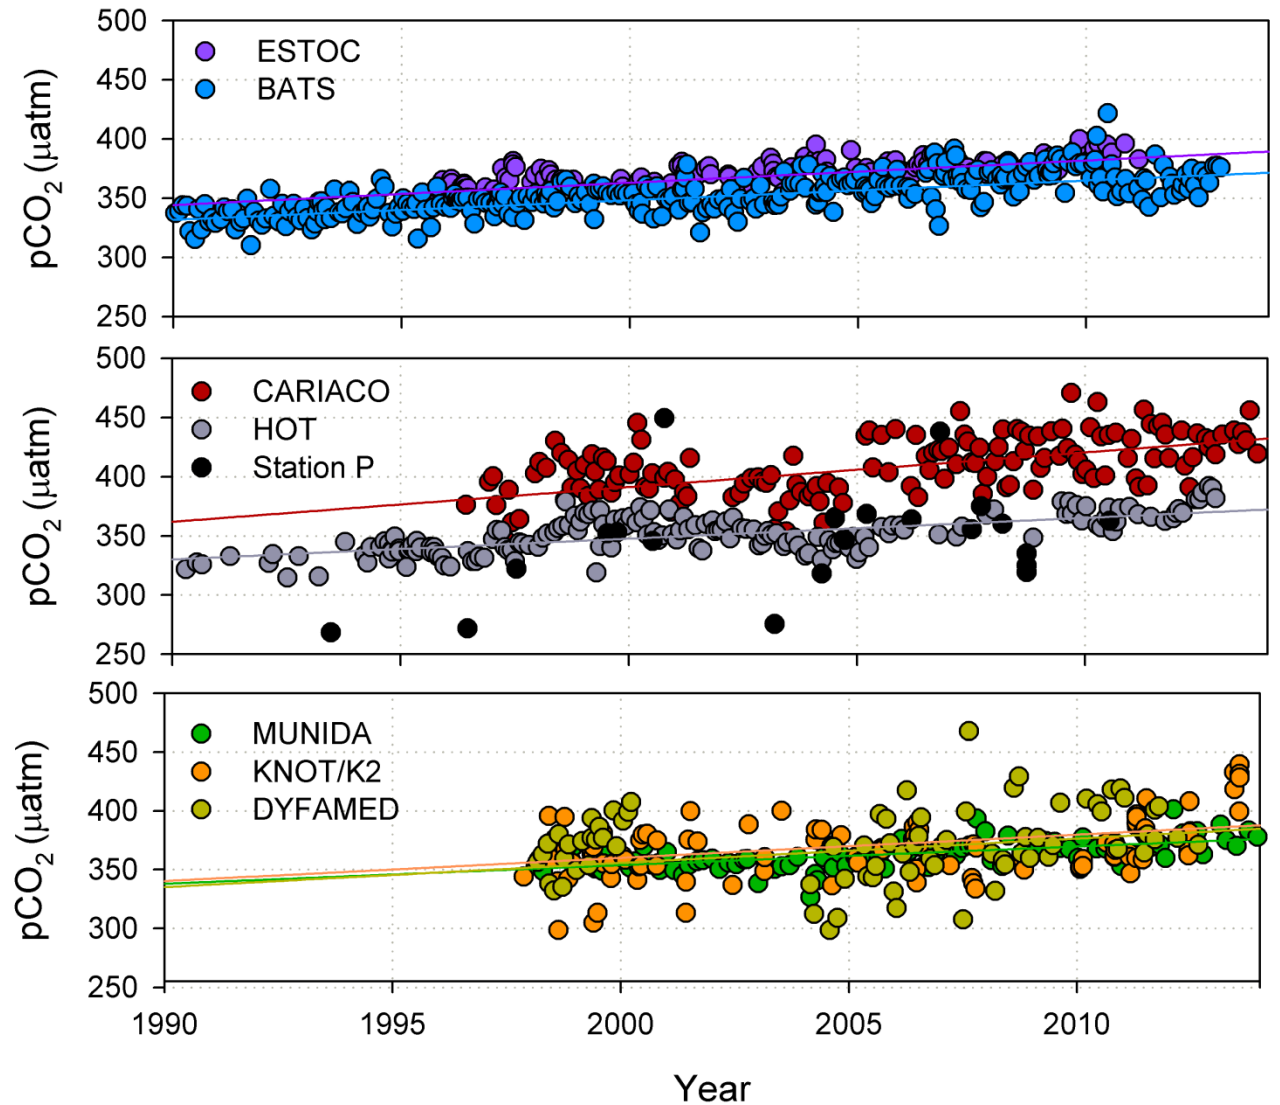 500
450
400
350
300
250
pCO2 (µatm)
ESTOC
BATS
500
450
400
350
300
250
pCO2 (µatm)
CARIACO
HOT
Station P
500
450
400
350
300
250
pCO2 (µatm)
MUNIDA
KNOT/K2
DYFAMED
1990 1995 2000 2005 2010
Year